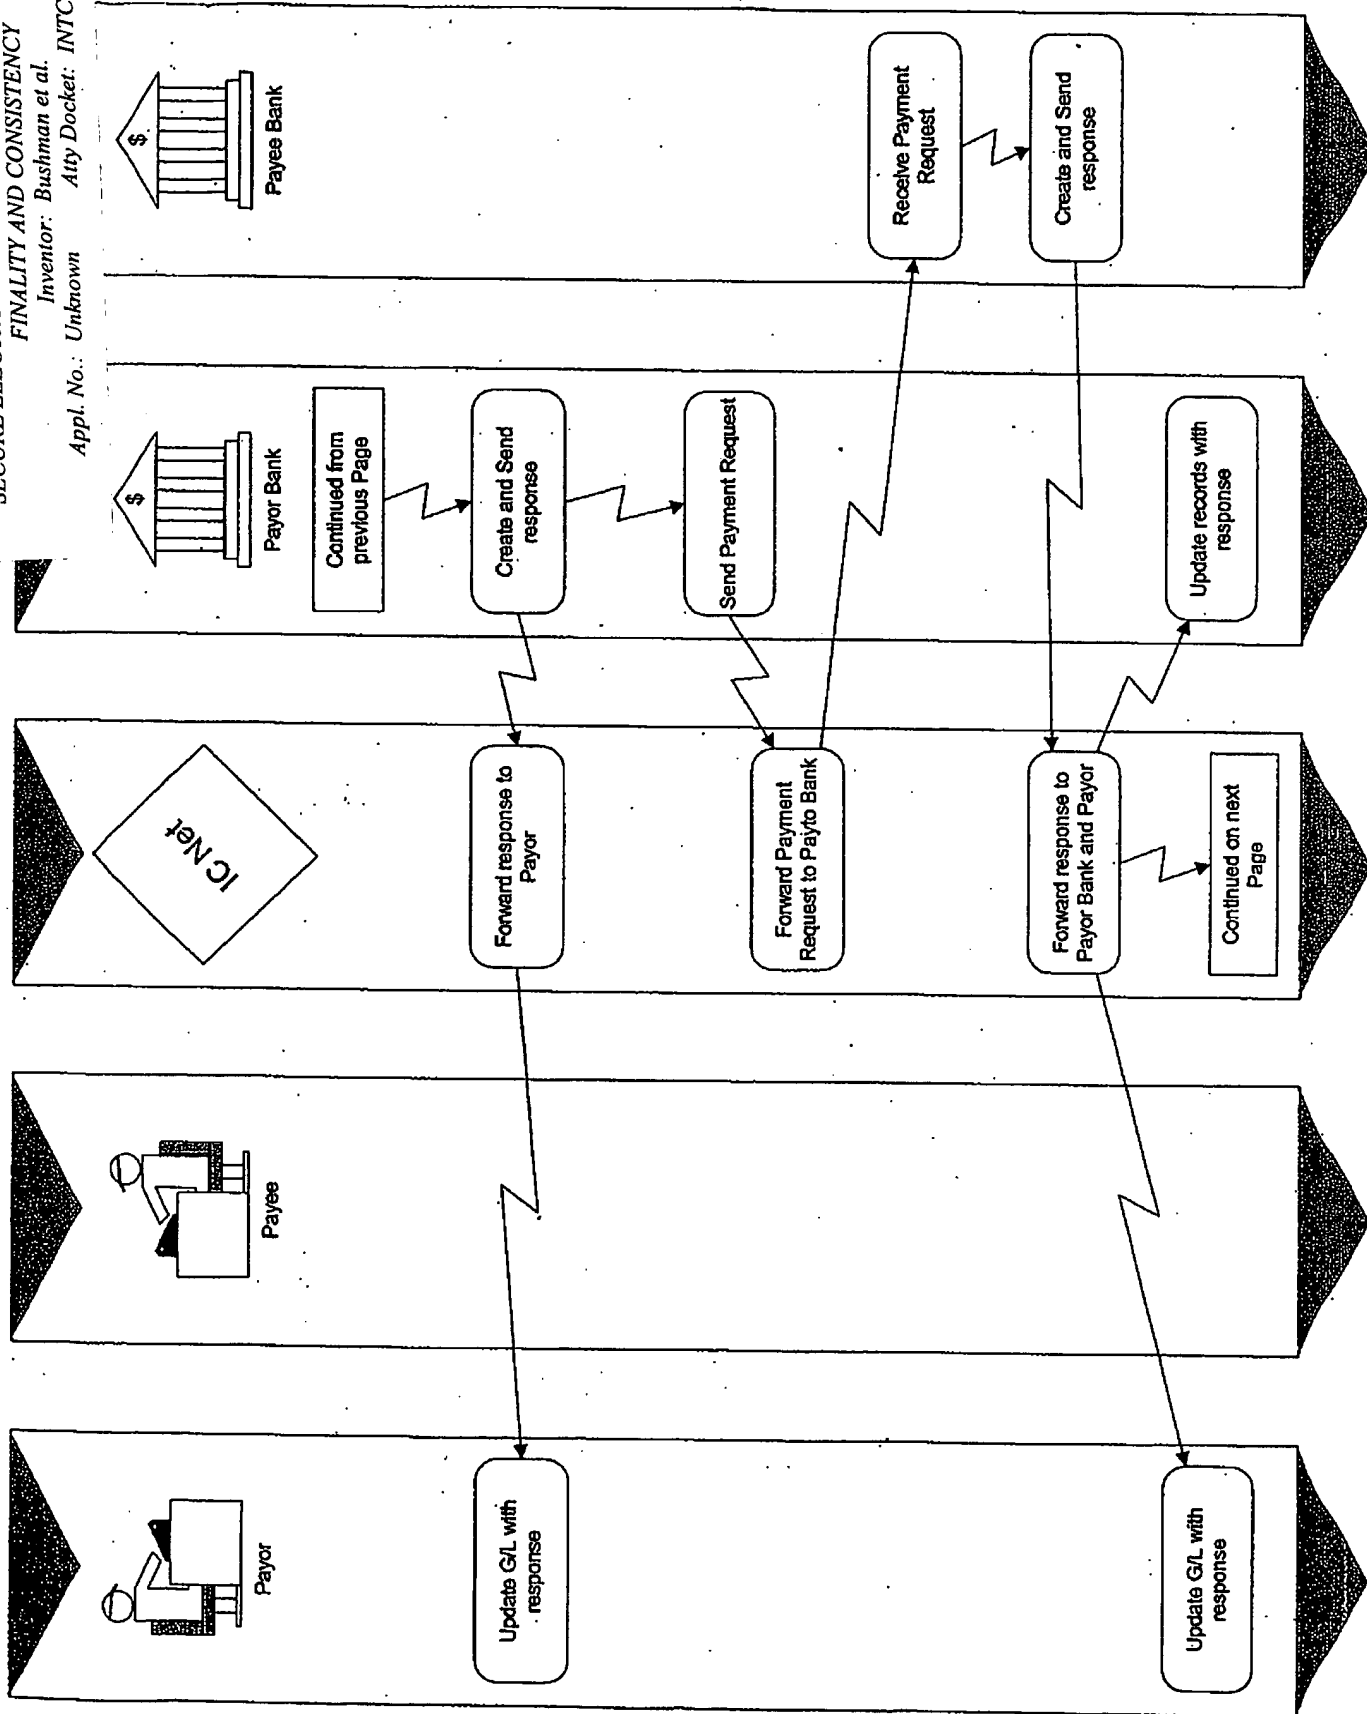 FINALITY AND CONSISTENCY
Inventor: Bushman et al.
Appl. No.: Unknown Atty Docket: INTC
$
Payee Bank
Receive Payment
Request
Create and Send
response
$
Payor Bank
Continued from
previous Page
Create and Send
response
Send Payment Request
Update records with
response
IC Net
Forward response to
Payor
Forward Payment
Request to Payto Bank
Forward response to
Payor Bank and Payor
Continued on next
Page
Payee
Payor
Update G/L with
response
Update G/L with
response